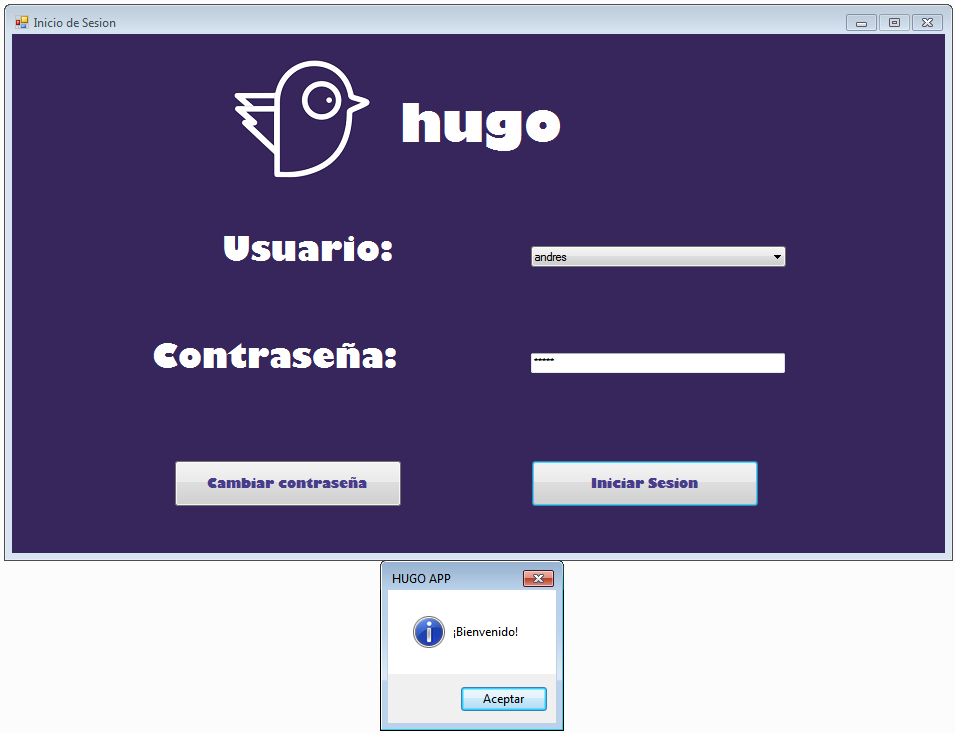 Inicio de Sesion
hugo
Usuario:
andres
Contraseña:
*****
Cambiar contraseña
Iniciar Sesion
HUGO APP
¡Bienvenido!
Aceptar